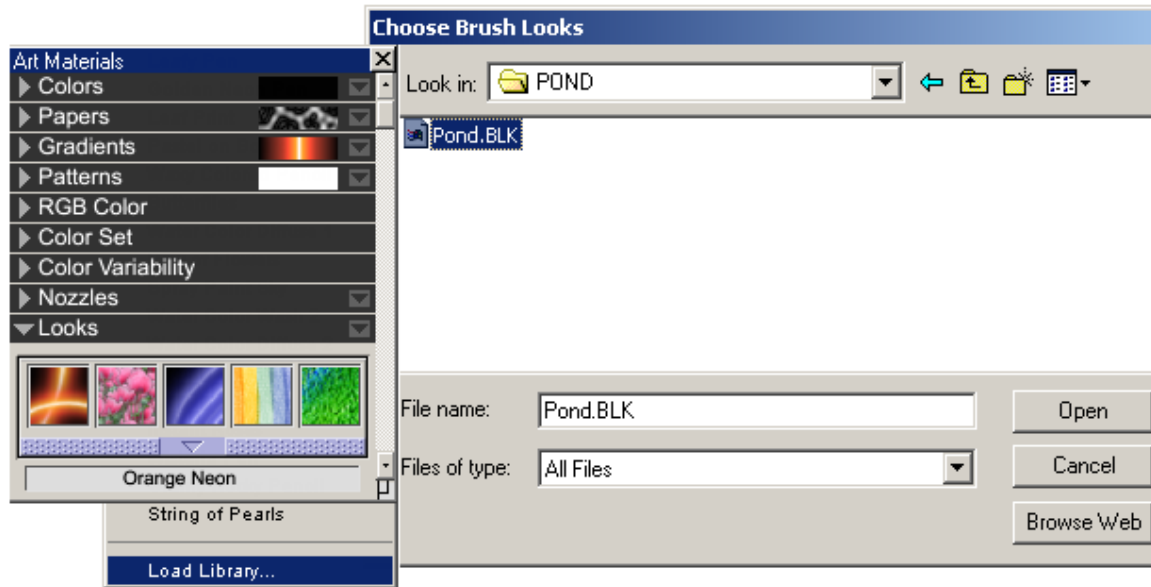 Choose Brush Looks
Art Materials
Colors
Papers
Gradients
Patterns
RGB Color
Color Set
Color Variability
Nozzles
Looks
Orange Neon
String of Pearls
Load Library...
Look in: POND
Pond.BLK
File name: Pond.BLK Open
Files of type: All Files Cancel
Browse Web